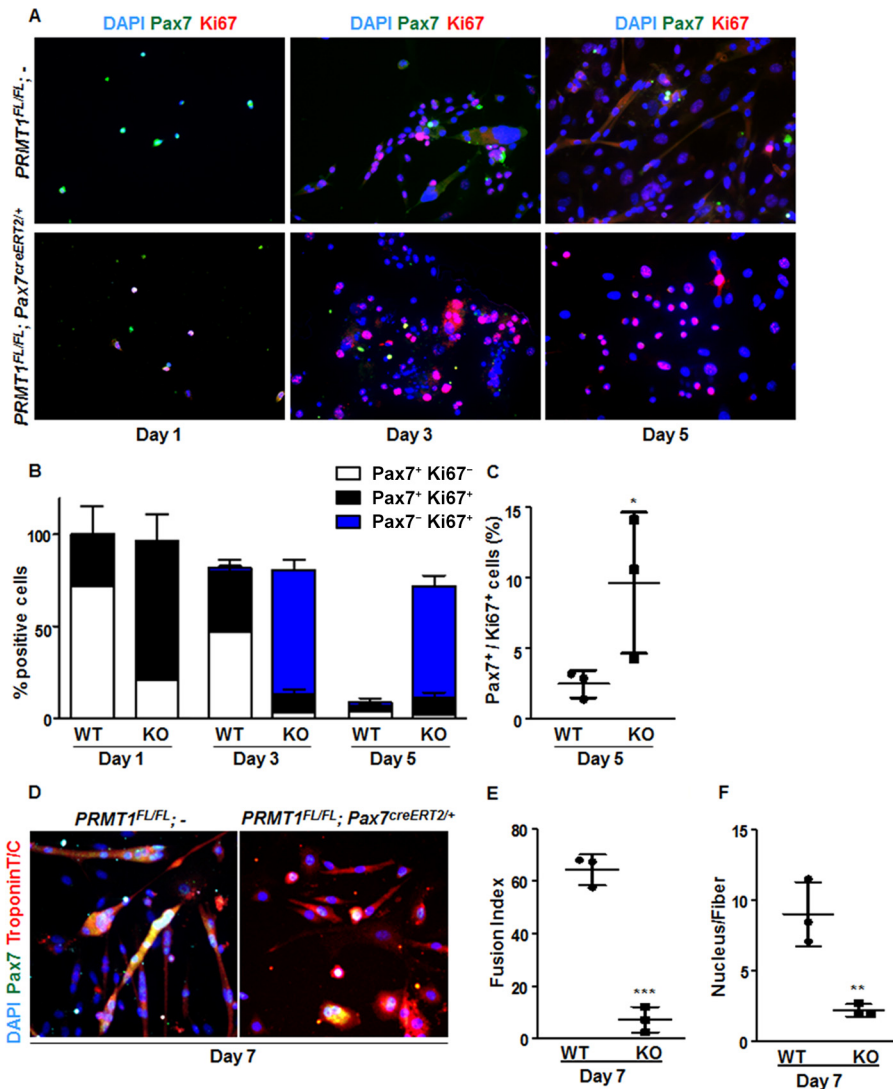 A
DAPI Pax7 Ki67 DAPI Pax7 Ki67 DAPI Pax7 Ki67
PRMT1FL/FL; -
PRMT1FL/FL; Pax7creERT2/+
Day 1 Day 3 Day 5
B
Pax7+ Ki67−
Pax7+ Ki67+
Pax7− Ki67+
% positive cells
100
50
0
WT KO WT KO WT KO
Day 1 Day 3 Day 5
C
Pax7+ / Ki67+ cells (%)
15
10
5
0
*
WT KO
Day 5
D
PRMT1FL/FL; - PRMT1FL/FL; Pax7creERT2/+
DAPI Pax7 TroponinT/C
Day 7
E
Fusion Index
80
60
40
20
0
***
WT KO
Day 7
F
Nucleus/Fiber
15
10
5
0
**
WT KO
Day 7